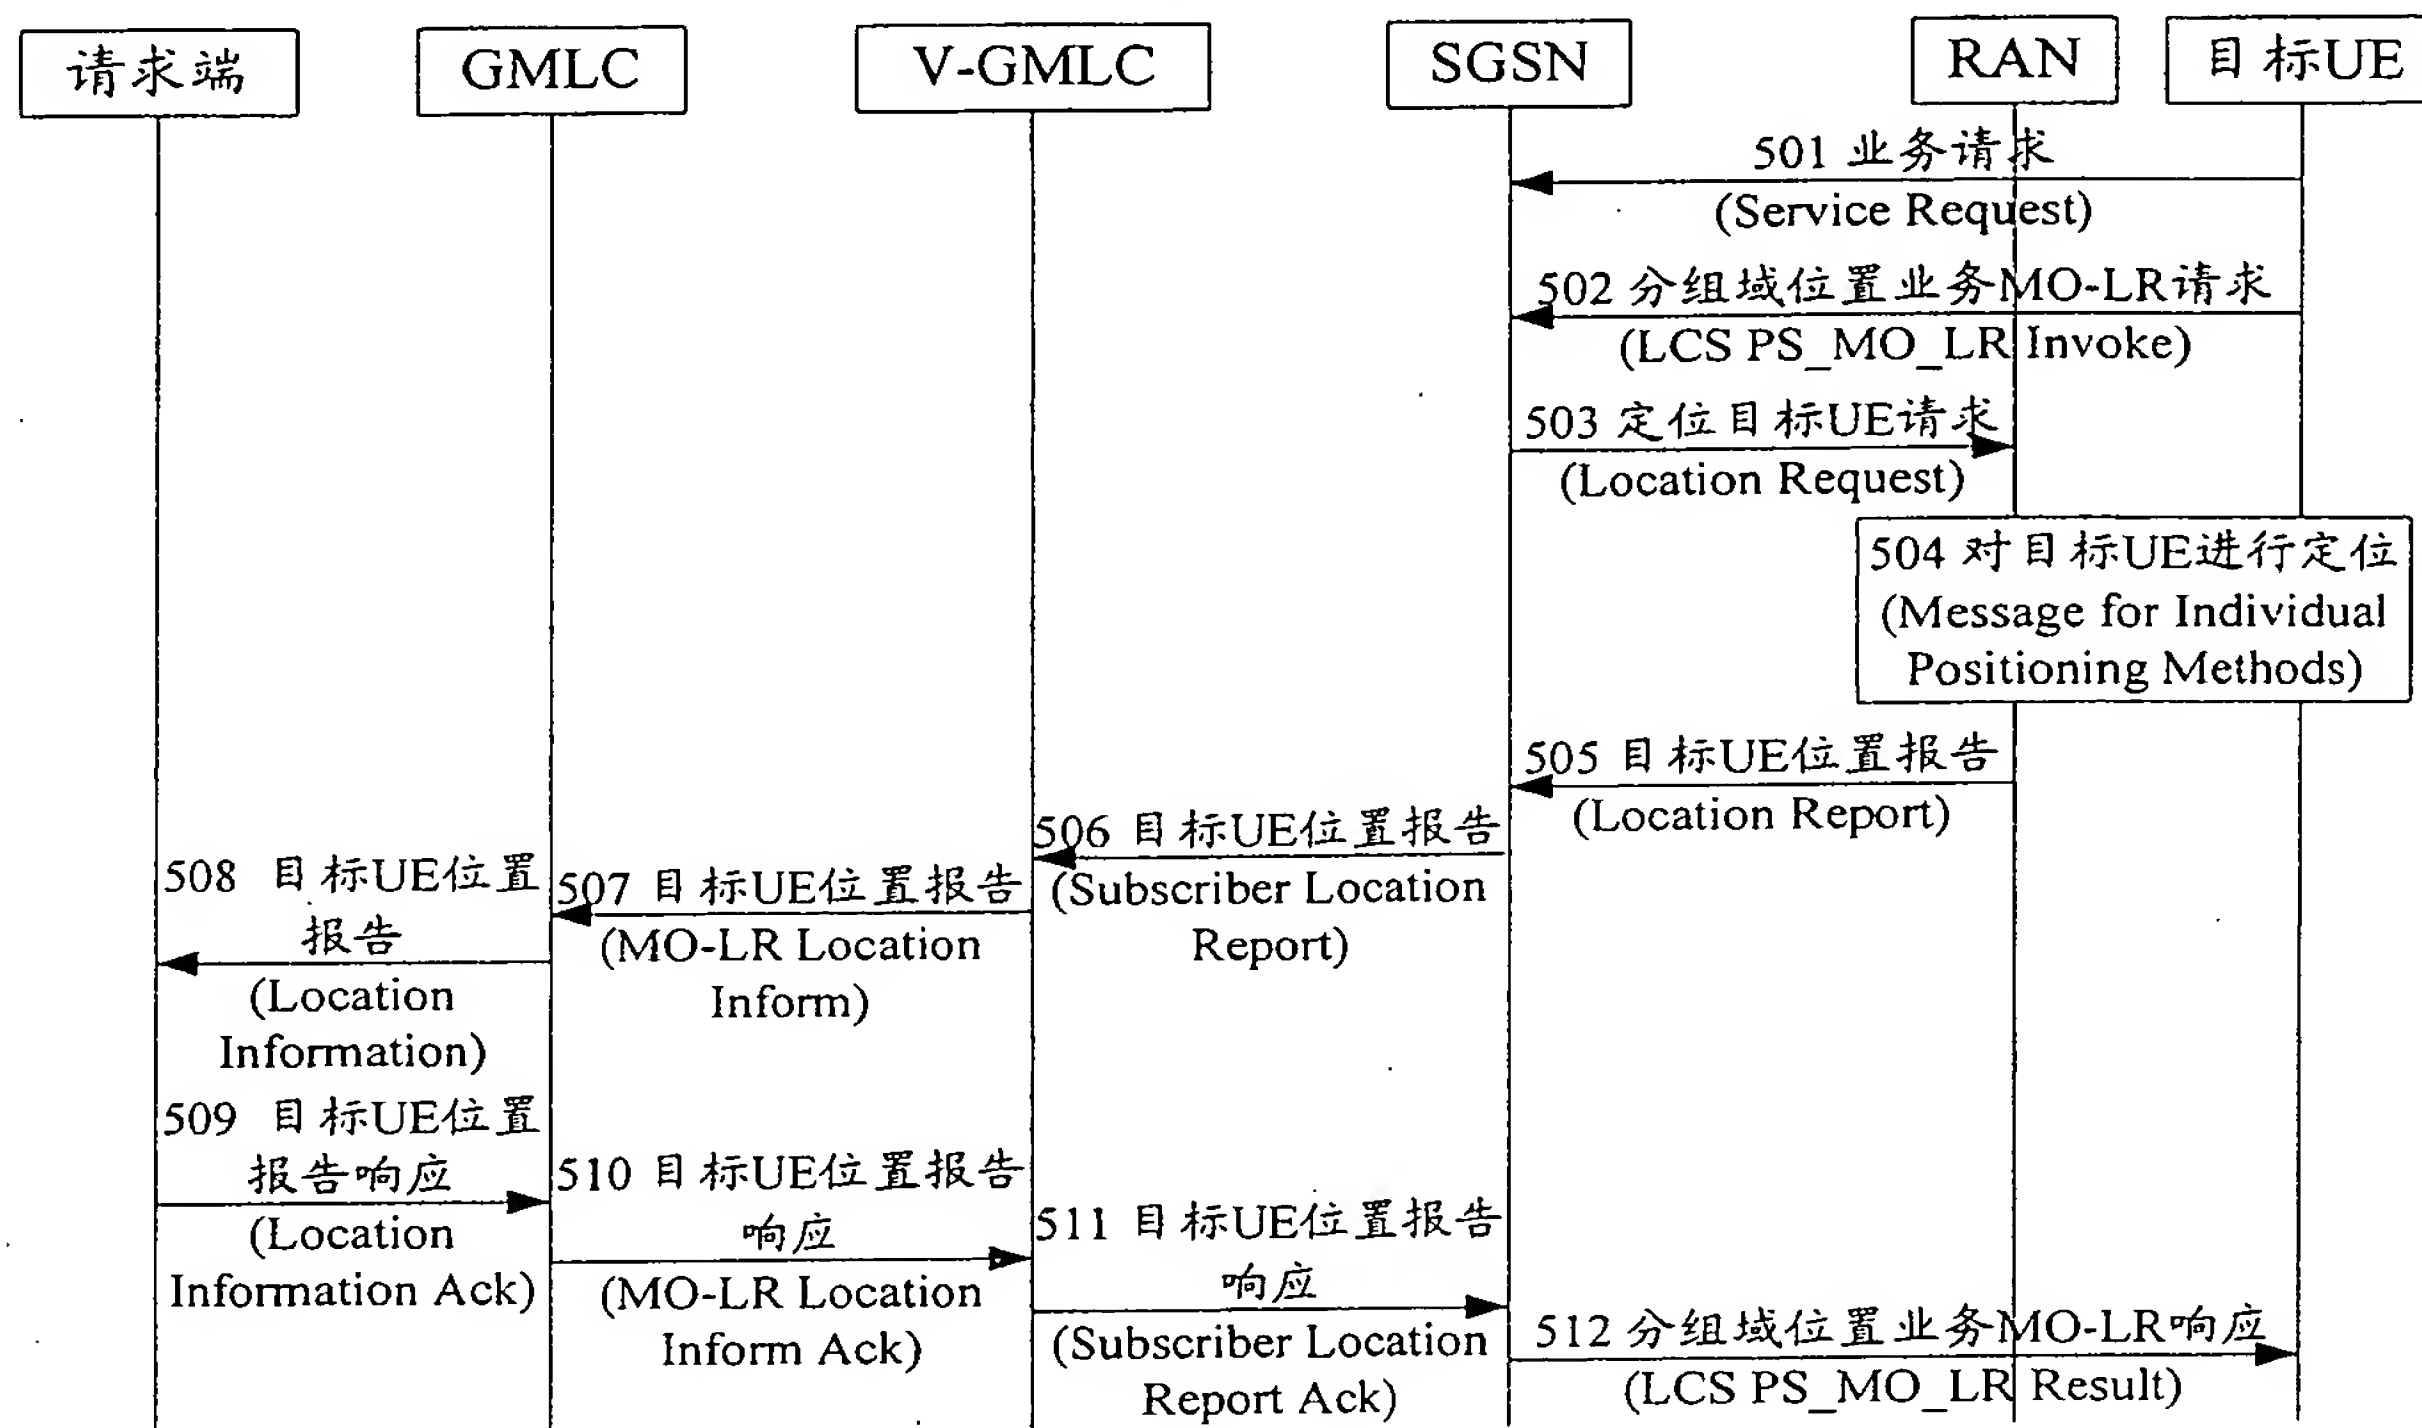 请求端
GMLC
V-GMLC
SGSN
RAN
目标UE
501 业务请求
(Service Request)
502 分组域位置业务MO-LR请求
(LCS PS_MO_LR Invoke)
503 定位目标UE请求
(Location Request)
504 对目标UE进行定位
(Message for Individual
Positioning Methods)
505 目标UE位置报告
(Location Report)
506 目标UE位置报告
(Subscriber Location
Report)
507 目标UE位置报告
(MO-LR Location
Inform)
508 目标UE位置
报告
(Location
Information)
509 目标UE位置
报告响应
(Location
Information Ack)
510 目标UE位置报告
响应
(MO-LR Location
Inform Ack)
511 目标UE位置报告
响应
(Subscriber Location
Report Ack)
512 分组域位置业务MO-LR响应
(LCS PS_MO_LR Result)